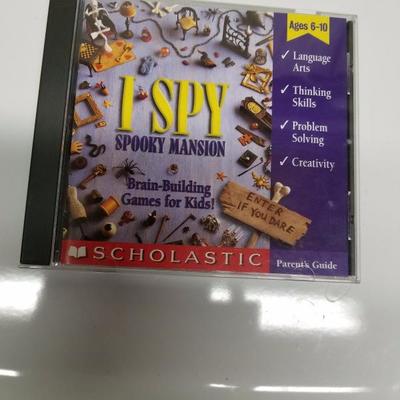 Ages 6-10
I SPY
SPOOKY MANSION
Brain-Building
Games for Kids!
ENTER
IF YOU DARE
✓ Language
Arts
✓ Thinking
Skills
✓ Problem
Solving
✓ Creativity
SCHOLASTIC
Parent's Guide